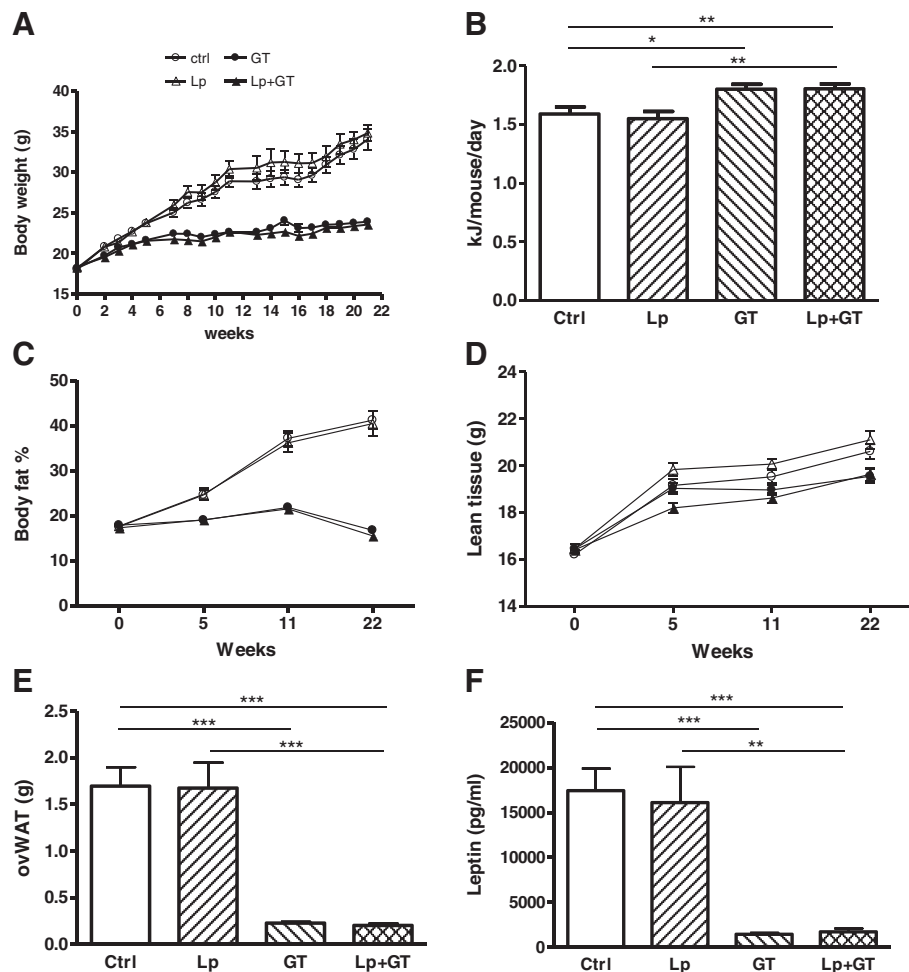 A
ctrl GT
Lp Lp+GT
Body weight (g)
40
35
30
25
20
15
0 2 4 6 8 10 12 14 16 18 20 22
weeks
B
**
*
**
kJ/mouse/day
2.0
1.5
1.0
0.5
0.0
Ctrl Lp GT Lp+GT
C
Body fat %
50
40
30
20
10
0
0 5 11 22
Weeks
D
Lean tissue (g)
24
22
20
18
16
14
0 5 11 22
Weeks
E
***
***
***
ovWAT (g)
2.5
2.0
1.5
1.0
0.5
0.0
Ctrl Lp GT Lp+GT
F
***
***
**
Leptin (pg/ml)
25000
20000
15000
10000
5000
0
Ctrl Lp GT Lp+GT